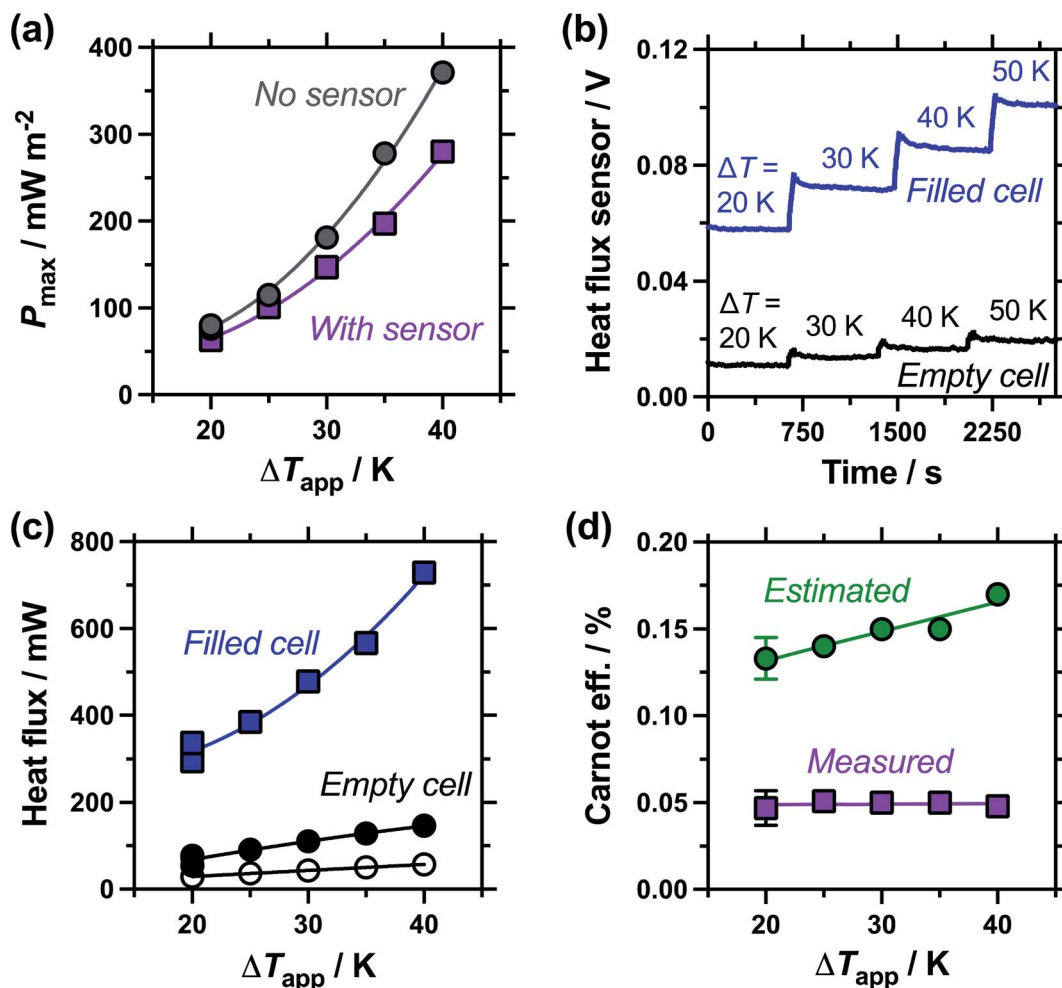 (a)
400
300
200
100
0
P max / mW m-2
No sensor
With sensor
20 30 40
ΔTapp / K
(b)
0.12
0.08
0.04
0.00
Heat flux sensor / V
50 K
40 K
30 K
ΔT =
20 K
Filled cell
ΔT =
20 K
30 K
40 K
50 K
Empty cell
0 750 1500 2250
Time / s
(c)
800
600
400
200
0
Heat flux / mW
Filled cell
Empty cell
20 30 40
ΔTapp / K
(d)
0.20
0.15
0.10
0.05
0.00
Carnot eff. / %
Estimated
Measured
20 30 40
ΔTapp / K